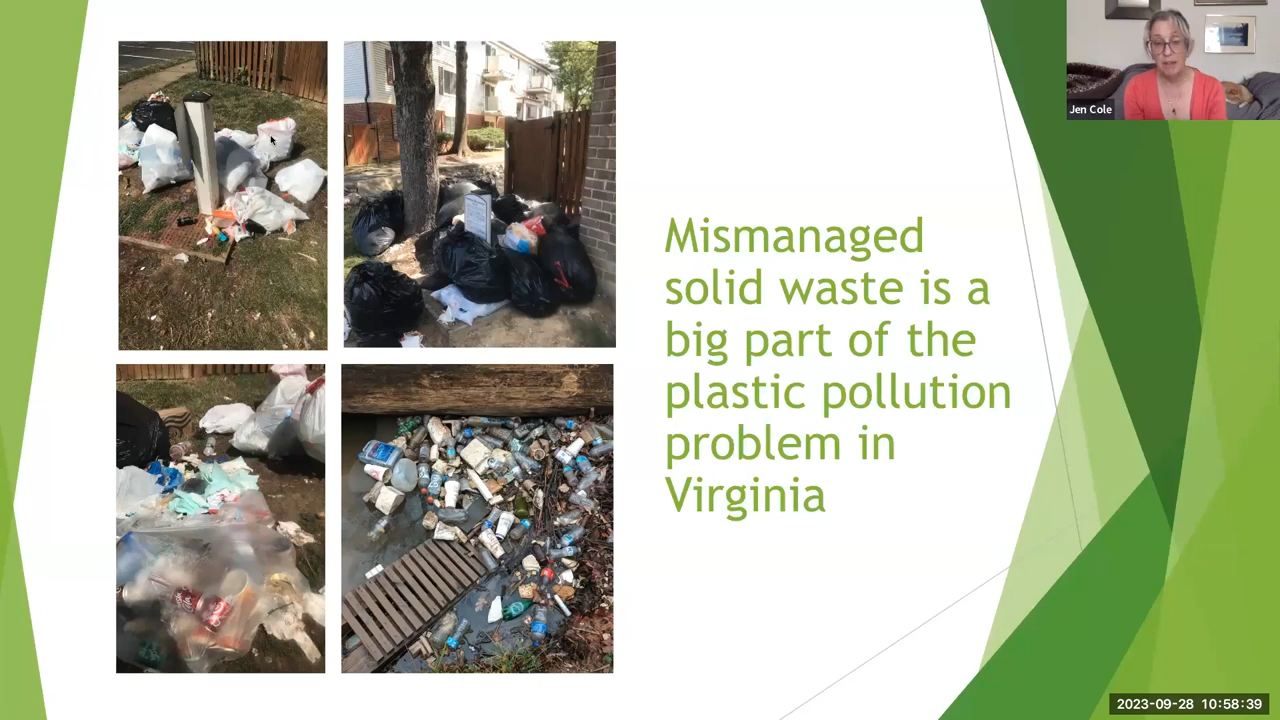 Mismanaged
solid waste is a
big part of the
plastic pollution
problem in
Virginia
Jen Cole
2023-09-28 10:58:39